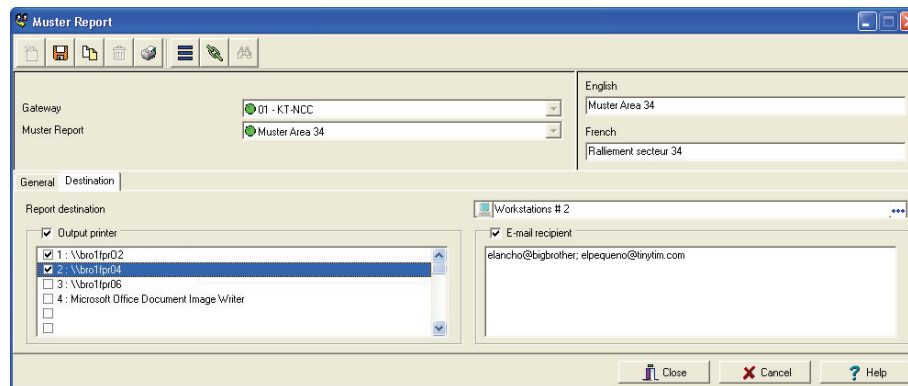 Muster Report
English
Gateway
01 - KT-NCC
Muster Area 34
Muster Report
Muster Area 34
French
Ralliement secteur 34
General
Destination
Report destination
Workstations # 2
Output printer
E-mail recipient
1 : \\bro1fpr02
2 : \\bro1fpr04
3 : \\bro1fpr06
4 : Microsoft Office Document Image Writer
elancho@bigbrother; elpequeno@tinytim.com
Close
Cancel
? Help